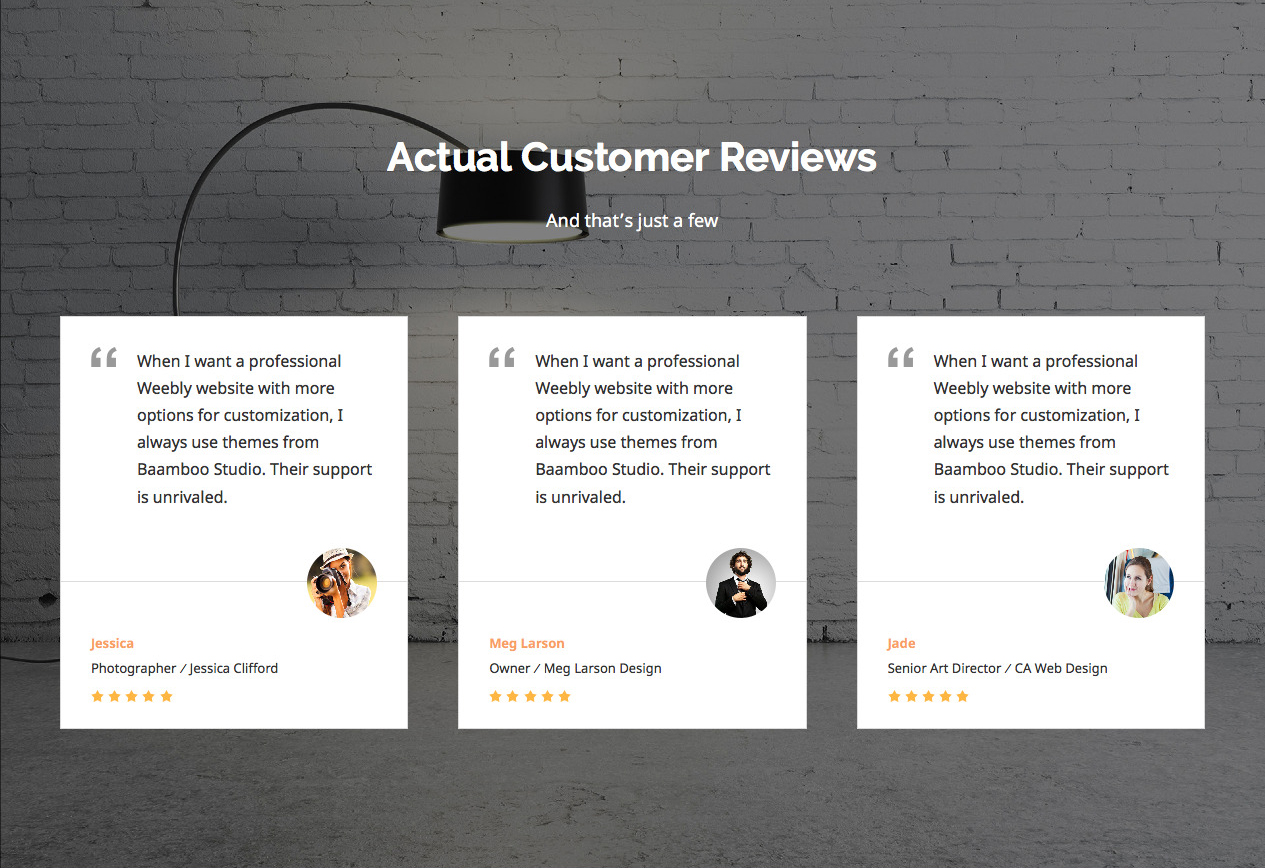 Actual Customer Reviews
And that’s just a few
“
When I want a professional
Weebly website with more
options for customization, I
always use themes from
Baamboo Studio. Their support
is unrivaled.
Jessica
Photographer / Jessica Clifford
“
When I want a professional
Weebly website with more
options for customization, I
always use themes from
Baamboo Studio. Their support
is unrivaled.
Meg Larson
Owner / Meg Larson Design
“
When I want a professional
Weebly website with more
options for customization, I
always use themes from
Baamboo Studio. Their support
is unrivaled.
Jade
Senior Art Director / CA Web Design